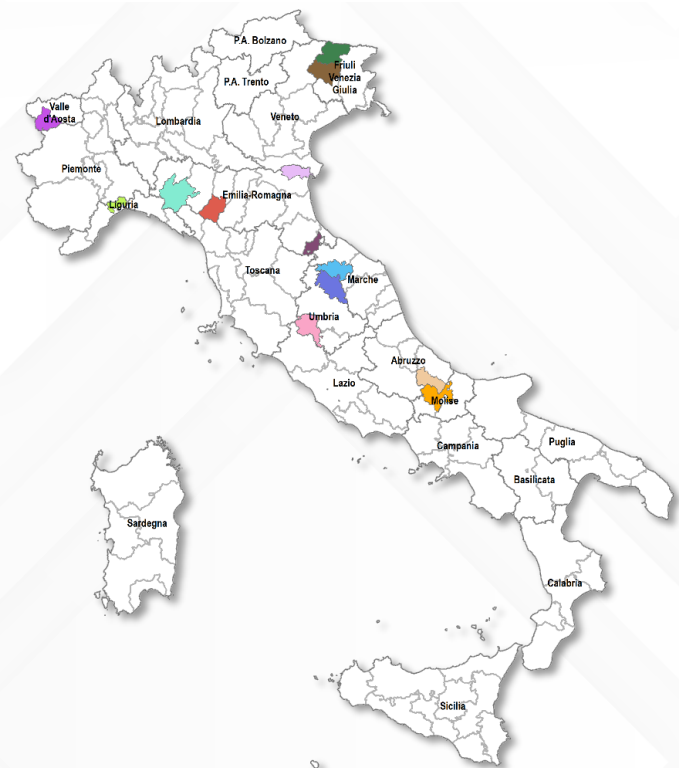 P.A. Bolzano
Friuli
Venezia
Giulia
P.A. Trento
Valle
d'Aosta
Lombardia
Veneto
Piemonte
Emilia-Romagna
Liguria
Toscana
Marche
Umbria
Abruzzo
Lazio
Molise
Campania
Puglia
Basilicata
Sardegna
Calabria
Sicilia